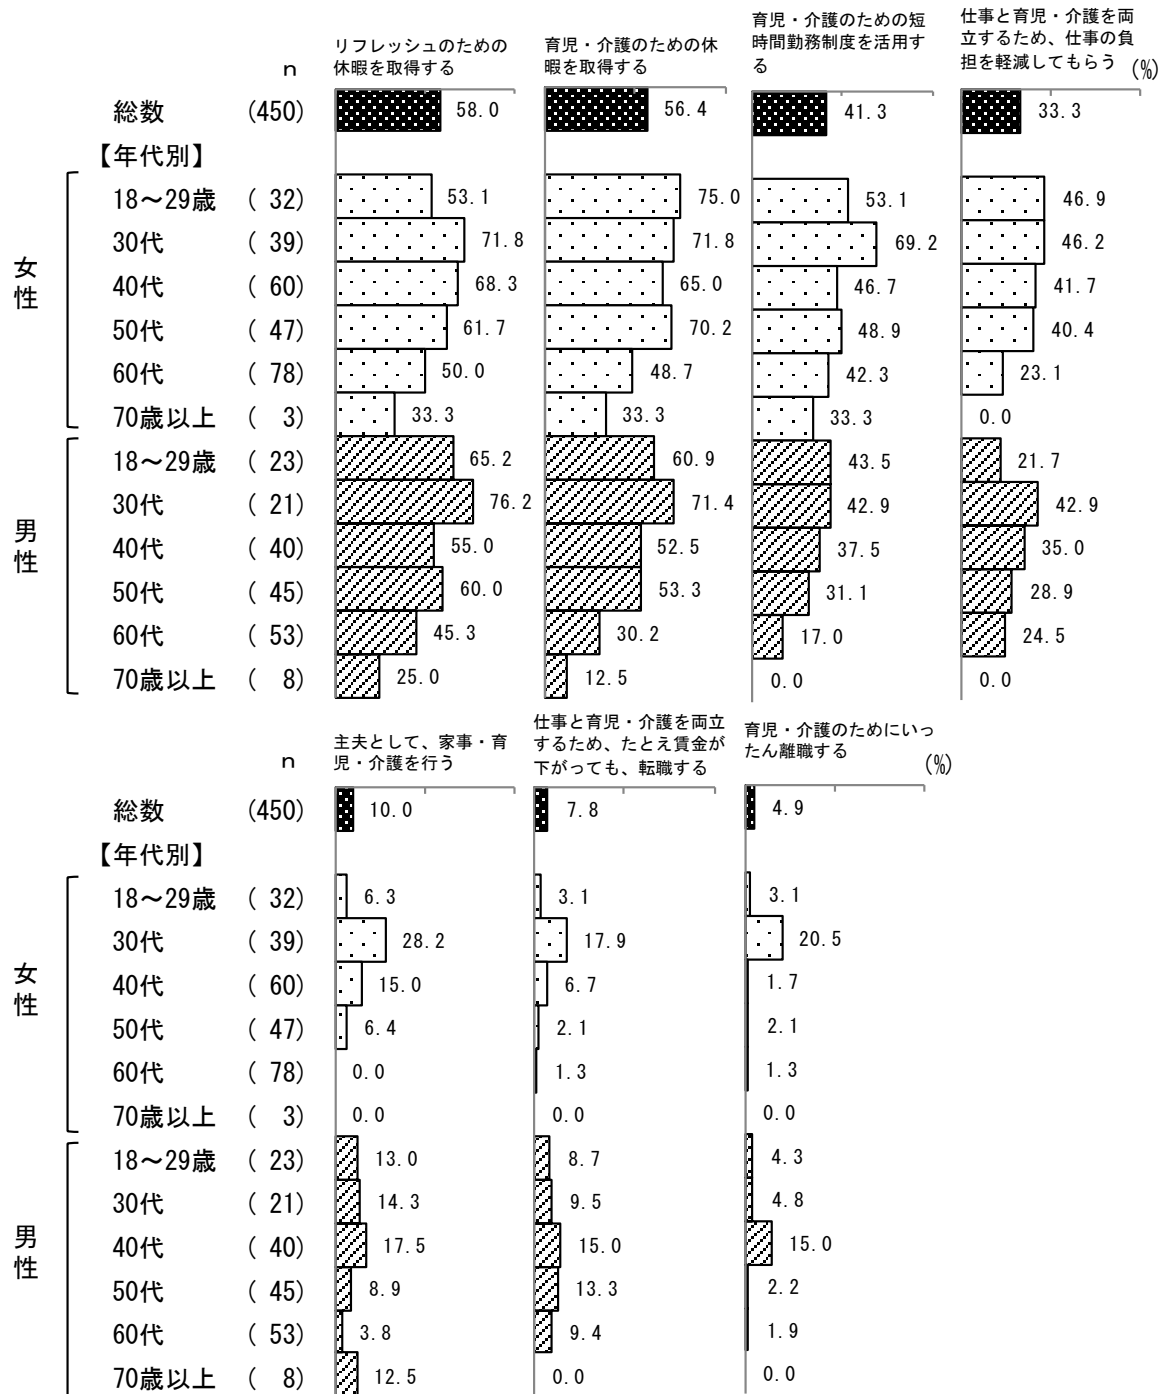 リフレッシュのための
休暇を取得する
育児・介護のための休
暇を取得する
育児・介護のための短
時間勤務制度を活用す
る
仕事と育児・介護を両
立するため、仕事の負
担を軽減してもらう
(%)
n
総数 (450) 58.0 56.4 41.3 33.3
【年代別】
女性
18～29歳 ( 32) 53.1 75.0 53.1 46.9
30代 ( 39) 71.8 71.8 69.2 46.2
40代 ( 60) 68.3 65.0 46.7 41.7
50代 ( 47) 61.7 70.2 48.9 40.4
60代 ( 78) 50.0 48.7 42.3 23.1
70歳以上 ( 3) 33.3 33.3 33.3 0.0
男性
18～29歳 ( 23) 65.2 60.9 43.5 21.7
30代 ( 21) 76.2 71.4 42.9 42.9
40代 ( 40) 55.0 52.5 37.5 35.0
50代 ( 45) 60.0 53.3 31.1 28.9
60代 ( 53) 45.3 30.2 17.0 24.5
70歳以上 ( 8) 25.0 12.5 0.0 0.0
主夫として、家事・育
児・介護を行う
仕事と育児・介護を両立
するため、たとえ賃金が
下がっても、転職する
育児・介護のためにいっ
たん離職する
(%)
n
総数 (450) 10.0 7.8 4.9
【年代別】
女性
18～29歳 ( 32) 6.3 3.1 3.1
30代 ( 39) 28.2 17.9 20.5
40代 ( 60) 15.0 6.7 1.7
50代 ( 47) 6.4 2.1 2.1
60代 ( 78) 0.0 1.3 1.3
70歳以上 ( 3) 0.0 0.0 0.0
男性
18～29歳 ( 23) 13.0 8.7 4.3
30代 ( 21) 14.3 9.5 4.8
40代 ( 40) 17.5 15.0 15.0
50代 ( 45) 8.9 13.3 2.2
60代 ( 53) 3.8 9.4 1.9
70歳以上 ( 8) 12.5 0.0 0.0